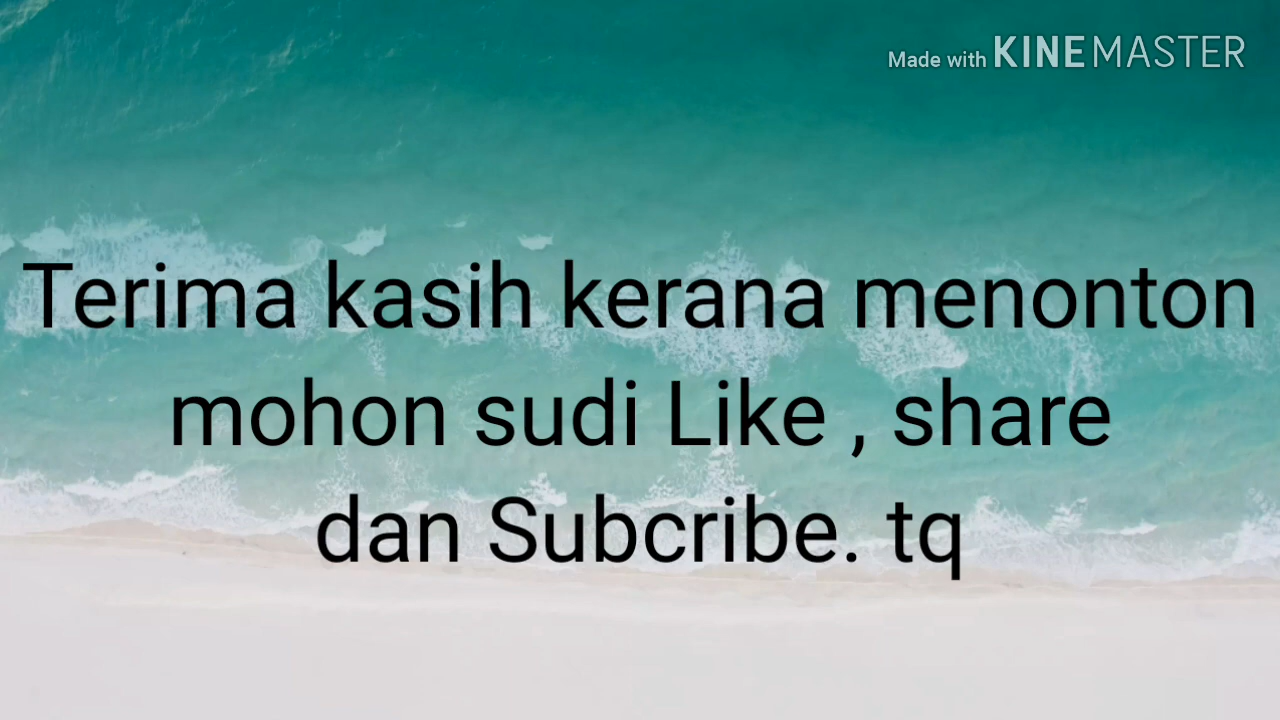 Made with KINEMASTER
Terima kasih kerana menonton
mohon sudi Like , share
dan Subcribe. tq